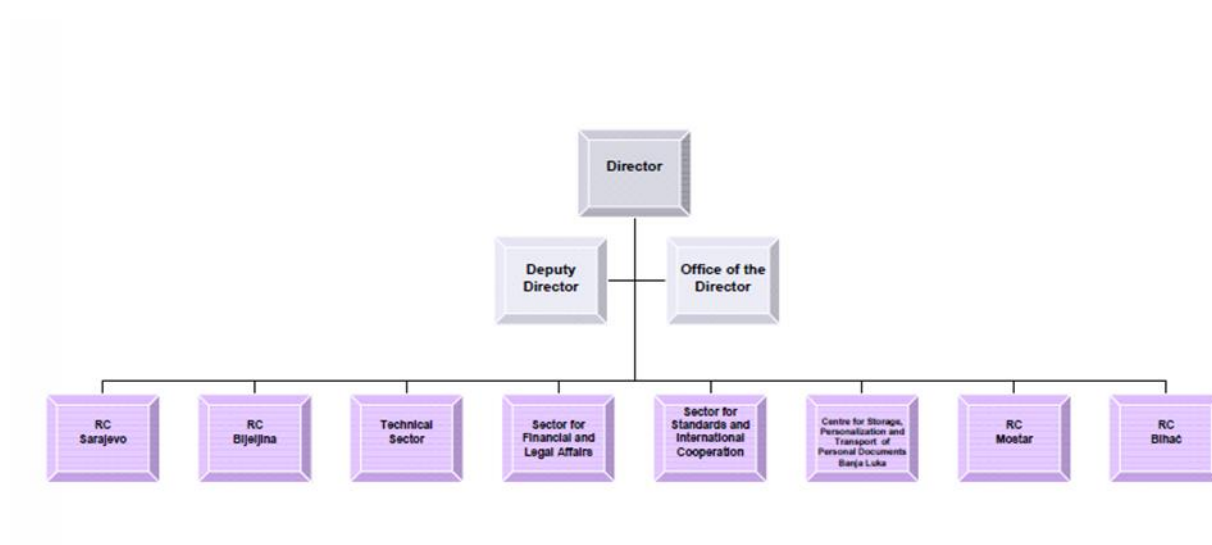 Director
Deputy
Director
Office of the
Director
RC
Sarajevo
RC
Bijeljina
Technical
Sector
Sector for
Financial and
Legal Affairs
Sector for
Standards and
International
Cooperation
Centre for Storage,
Personalization and
Transport of
Personal Documents
Banja Luka
RC
Mostar
RC
Bihać